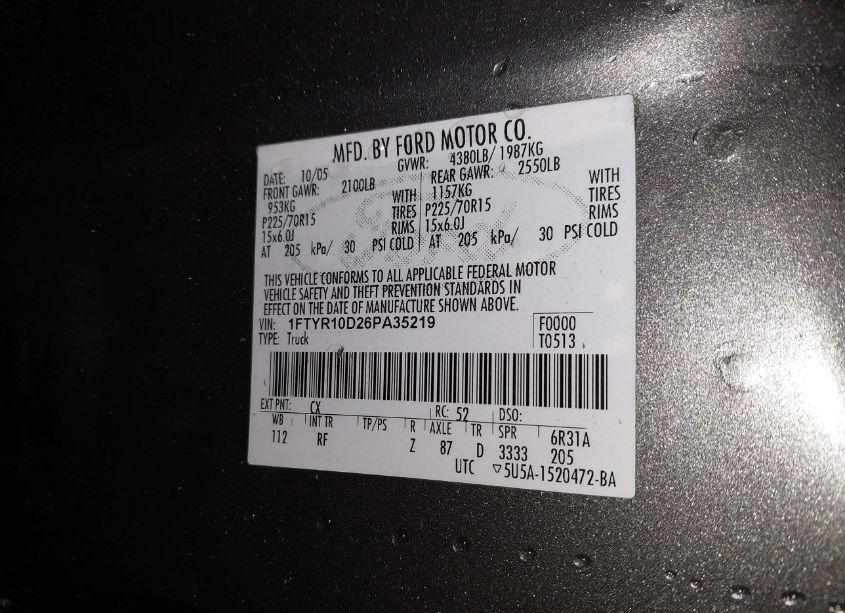 MFD. BY FORD MOTOR CO.
DATE: 10/05 GVWR: 4380LB/ 1987KG
FRONT GAWR: 2100LB REAR GAWR: 2550LB
953KG WITH 1157KG WITH
P225/70R15 TIRES P225/70R15 TIRES
15x6.0J RIMS 15x6.0J RIMS
AT 205 kPa/ 30 PSI COLD AT 205 kPa/ 30 PSI COLD
THIS VEHICLE CONFORMS TO ALL APPLICABLE FEDERAL MOTOR
VEHICLE SAFETY AND THEFT PREVENTION STANDARDS IN
EFFECT ON THE DATE OF MANUFACTURE SHOWN ABOVE.
VIN: 1FTYR10D26PA35219 F0000
TYPE: Truck T0513
EXT PNT: CX RC: 52 DSO:
WB INT TR TP/PS R AXLE TR SPR 6R31A
112 RF Z 87 D 3333 205
UTC ▽5U5A-1520472-BA